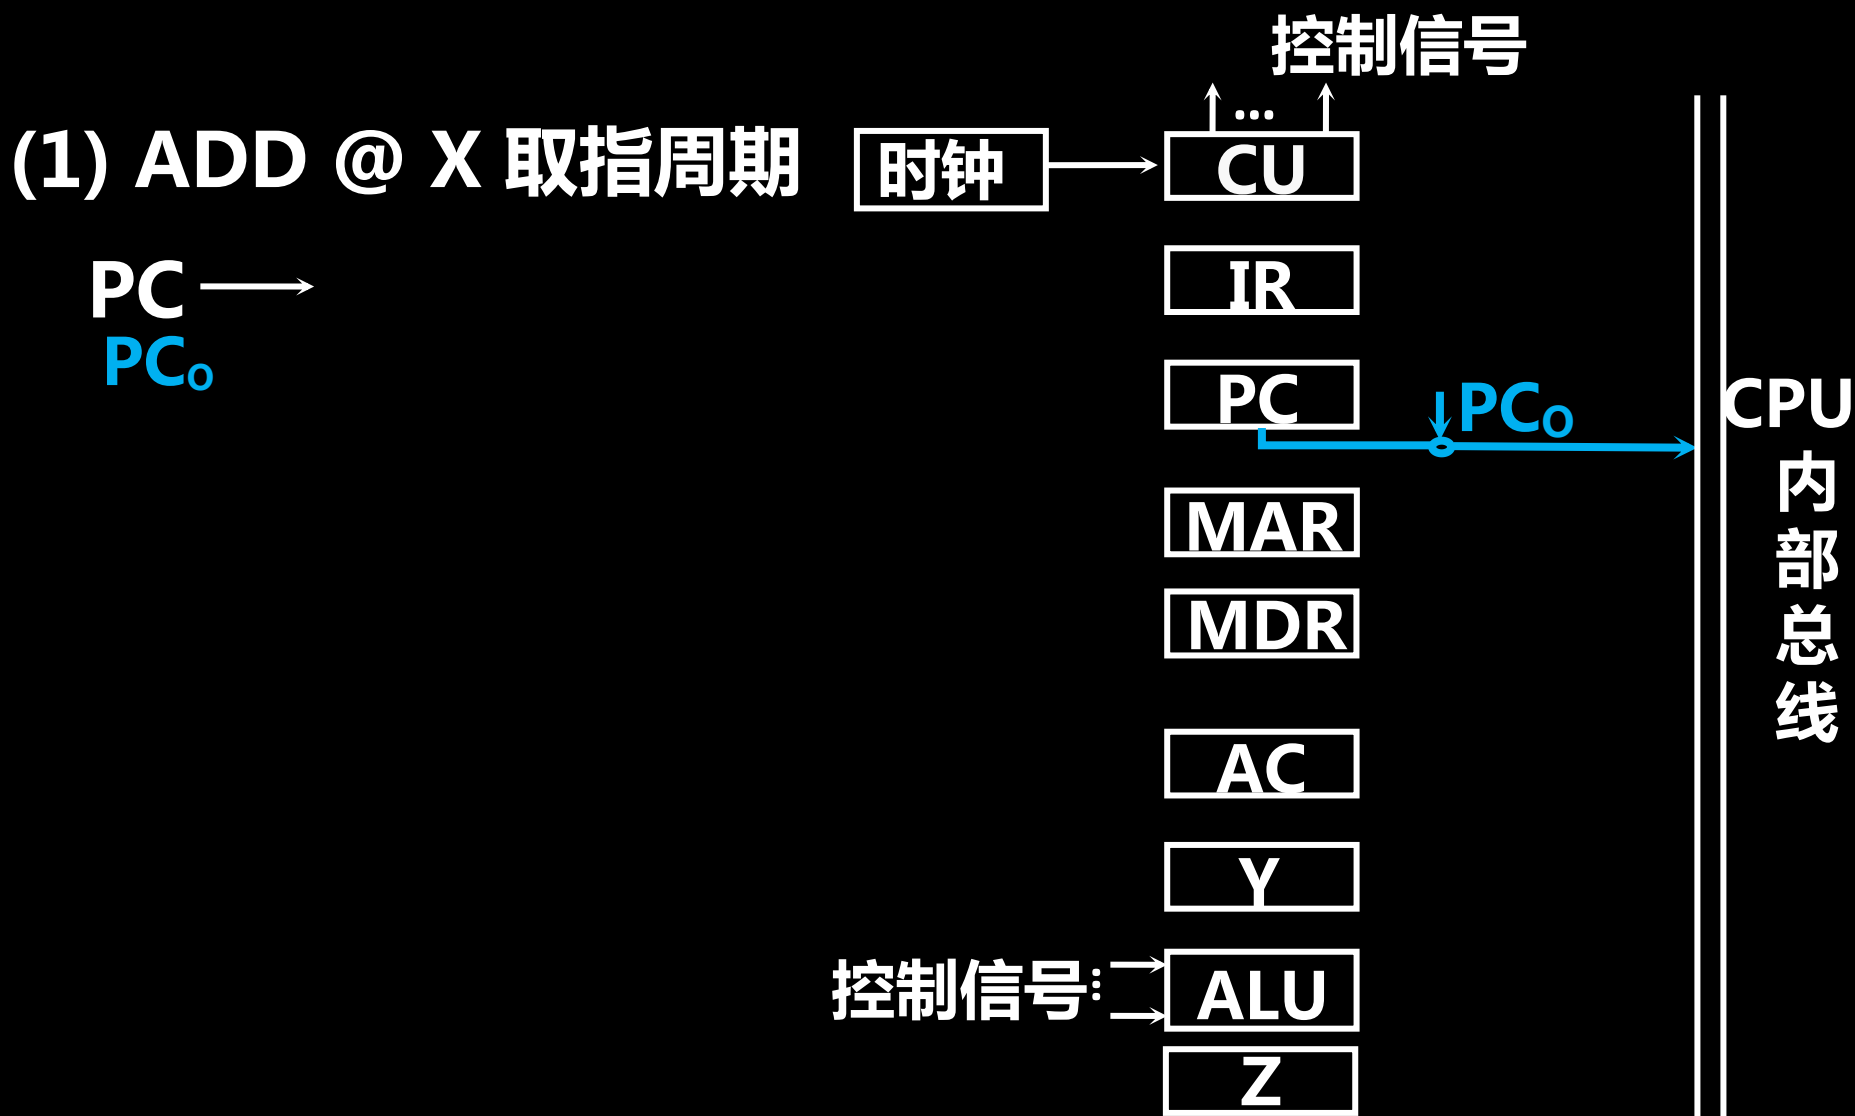 控制信号
(1) ADD @ X 取指周期
时钟
CU
PC
IR
PCO
PC
PCO
CPU
内
部
总
线
MAR
MDR
AC
Y
控制信号
ALU
Z